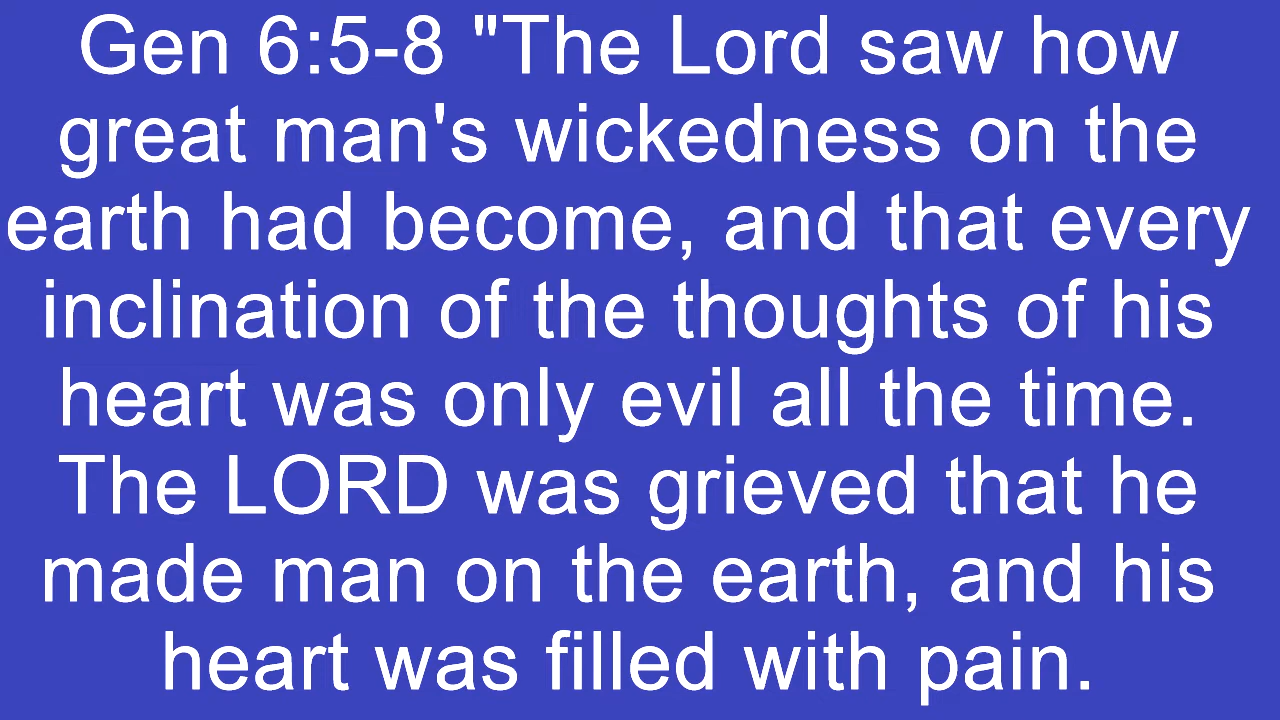 Gen 6:5-8 "The Lord saw how
great man's wickedness on the
earth had become, and that every
inclination of the thoughts of his
heart was only evil all the time.
The LORD was grieved that he
made man on the earth, and his
heart was filled with pain.